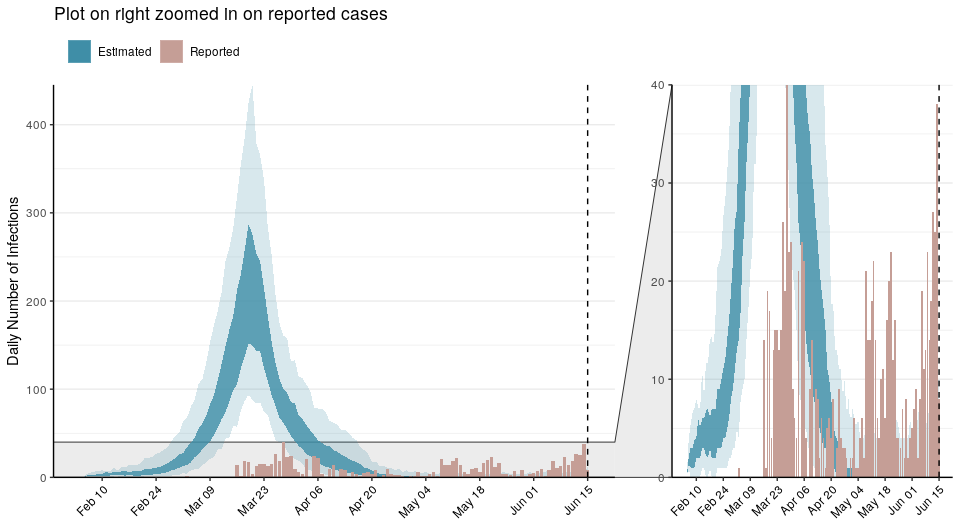 Plot on right zoomed in on reported cases
Estimated Reported
Daily Number of Infections
400
300
200
100
0
Feb 10 Feb 24 Mar 09 Mar 23 Apr 06 Apr 20 May 04 May 18 Jun 01 Jun 15
40
30
20
10
0
Feb 10 Feb 24 Mar 09 Mar 23 Apr 06 Apr 20 May 04 May 18 Jun 01 Jun 15